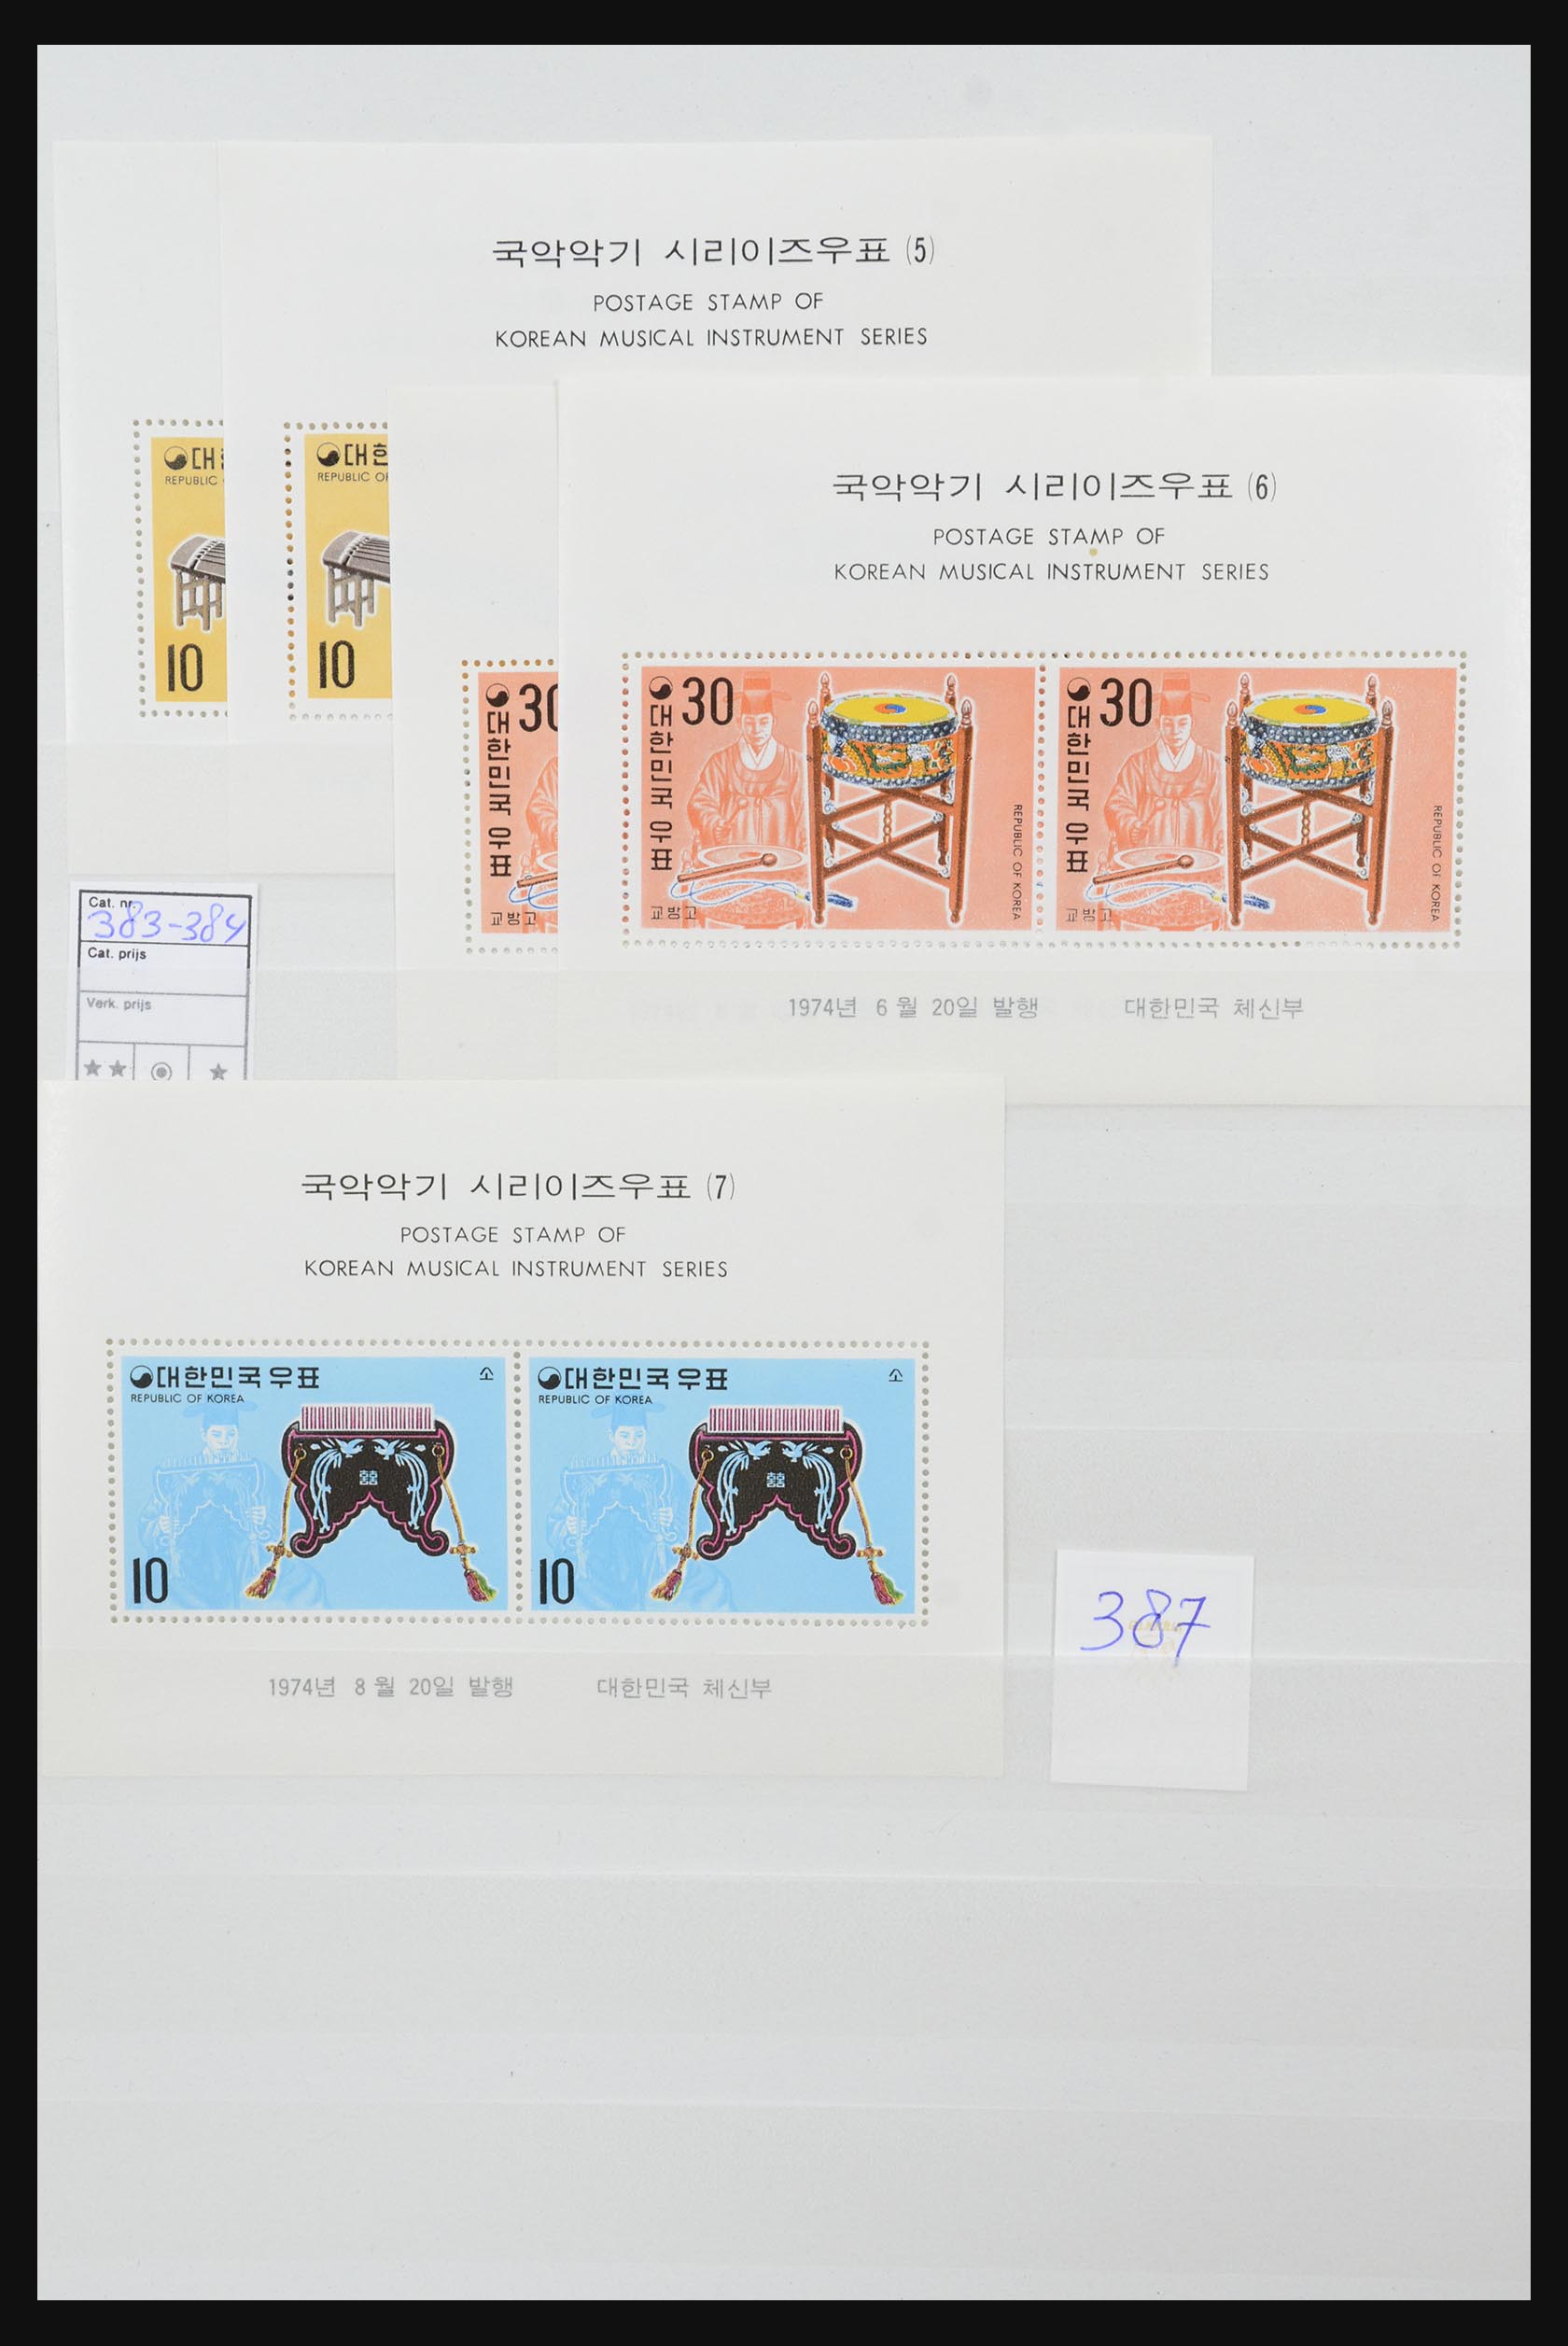 국악악기 시리이즈우표 (5)
POSTAGE STAMP OF
KOREAN MUSICAL INSTRUMENT SERIES
대
REPUBLIC
10
대한
REPUBLIC OF
10
국악악기 시리이즈우표 (6)
POSTAGE STAMP OF
KOREAN MUSICAL INSTRUMENT SERIES
30
대한민국 우표
교방고
30
대한민국 우표
REPUBLIC OF KOREA
교방고
30
대한민국 우표
REPUBLIC OF KOREA
교방고
1974년 6월 20일 발행 대한민국 체신부
Cat. nr.
383-384
Cat. prijs
Verk. prijs
국악악기 시리이즈우표 (7)
POSTAGE STAMP OF
KOREAN MUSICAL INSTRUMENT SERIES
대한민국우표 소
REPUBLIC OF KOREA
10
대한민국우표 소
REPUBLIC OF KOREA
10
1974년 8월 20일 발행 대한민국 체신부
387